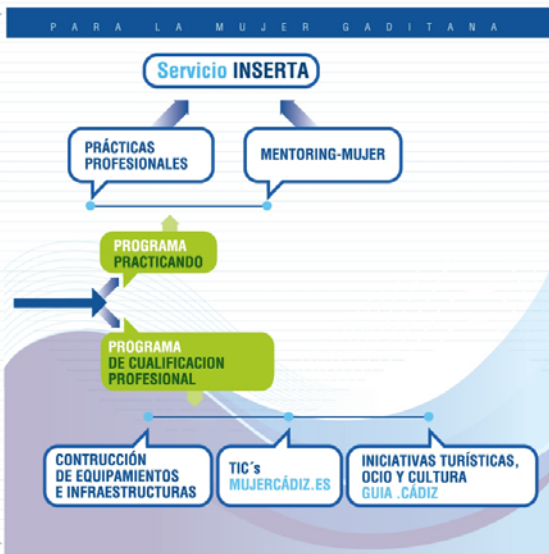 PARA LA MUJER GADITANA
Servicio INSERTA
PRÁCTICAS
PROFESIONALES
MENTORING-MUJER
PROGRAMA
PRACTICANDO
PROGRAMA
DE CUALIFICACION
PROFESIONAL
CONTRUCCIÓN
DE EQUIPAMIENTOS
E INFRAESTRUCTURAS
TIC´s
MUJERCÁDIZ.ES
INICIATIVAS TURÍSTICAS,
OCIO Y CULTURA
GUIA .CÁDIZ